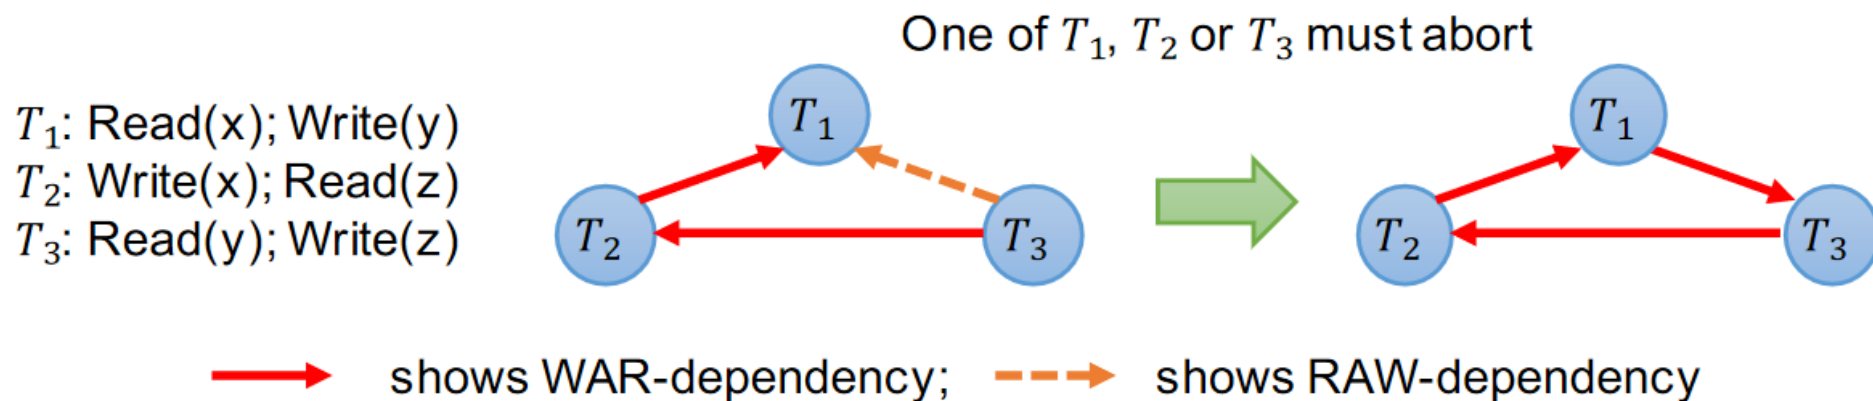 One of T₁, T₂ or T₃ must abort
T₁: Read(x); Write(y)
T₂: Write(x); Read(z)
T₃: Read(y); Write(z)
T₁
T₂
T₃
T₁
T₂
T₃
shows WAR-dependency;
shows RAW-dependency